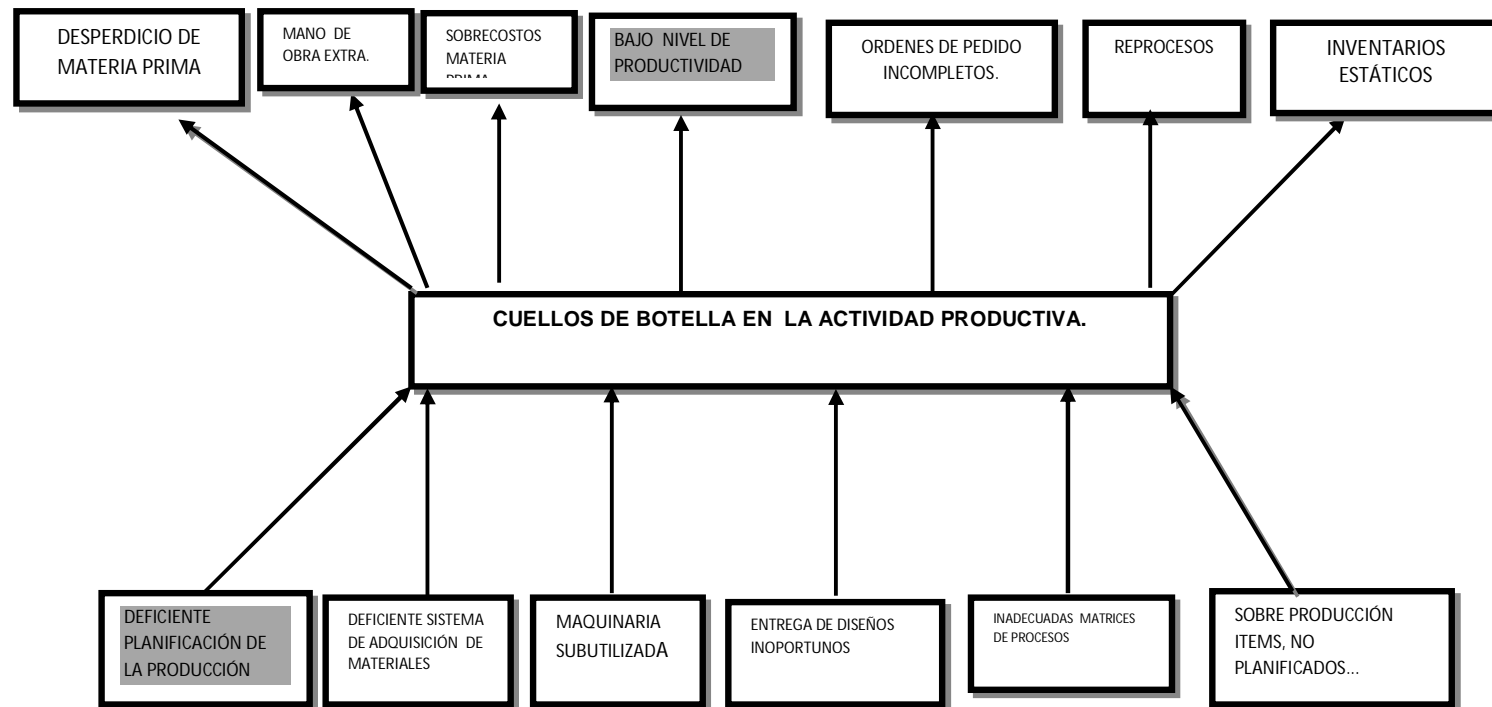 DESPERDICIO DE
MATERIA PRIMA
MANO DE
OBRA EXTRA.
SOBRECOSTOS
MATERIA
PRIMA
BAJO NIVEL DE
PRODUCTIVIDAD
ORDENES DE PEDIDO
INCOMPLETOS.
REPROCESOS
INVENTARIOS
ESTÁTICOS
CUELLOS DE BOTELLA EN LA ACTIVIDAD PRODUCTIVA.
DEFICIENTE
PLANIFICACIÓN DE
LA PRODUCCIÓN
DEFICIENTE SISTEMA
DE ADQUISICIÓN DE
MATERIALES
MAQUINARIA
SUBUTILIZADA
ENTREGA DE DISEÑOS
INOPORTUNOS
INADECUADAS MATRICES
DE PROCESOS
SOBRE PRODUCCIÓN
ITEMS, NO
PLANIFICADOS...